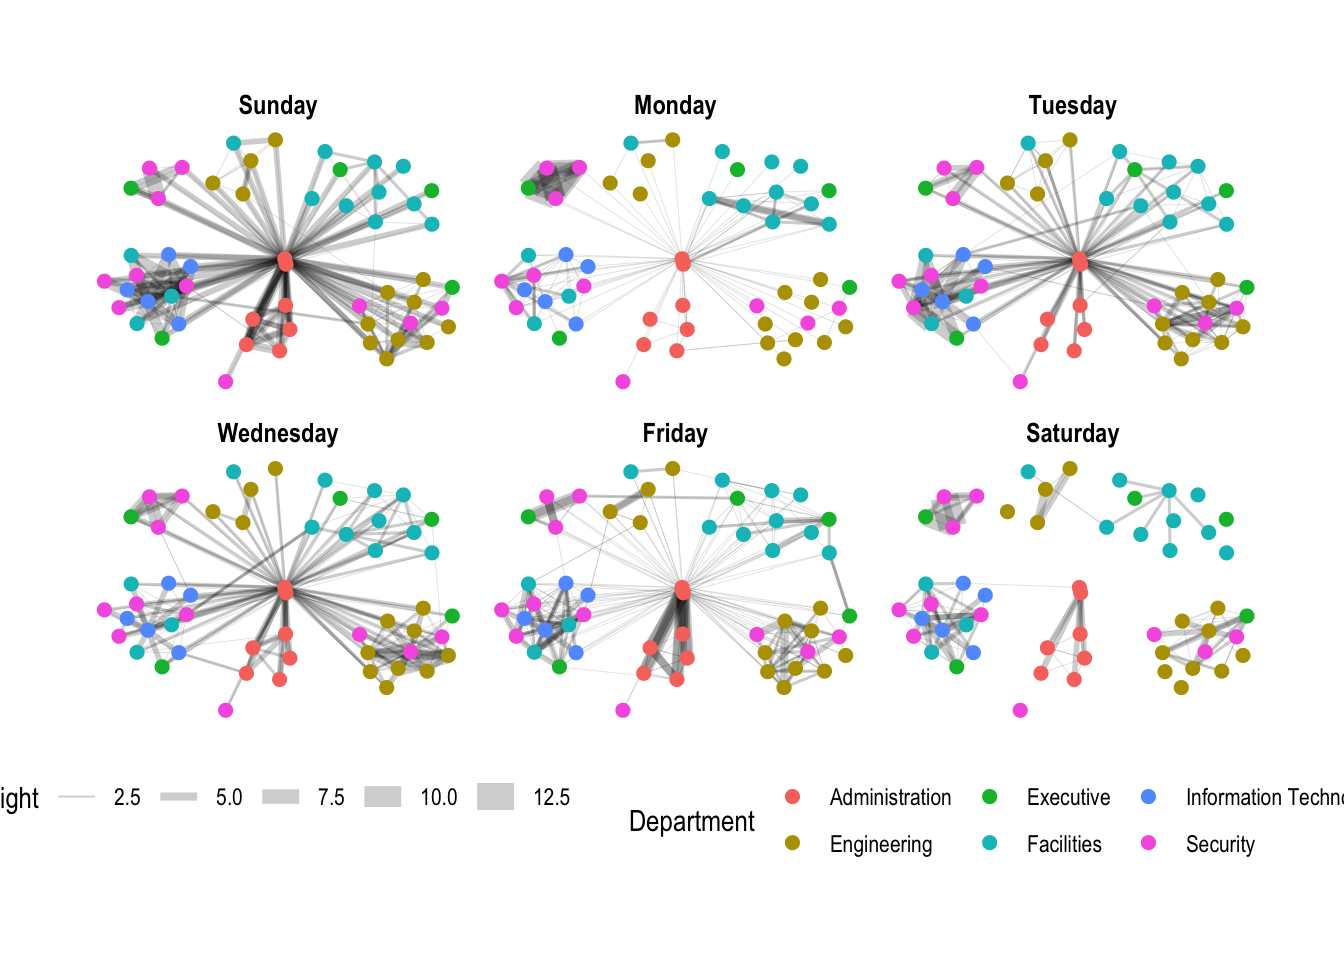 Sunday
Monday
Tuesday
Wednesday
Friday
Saturday
ight 2.5 5.0 7.5 10.0 12.5
Department
Administration Executive Information Techno
Engineering Facilities Security